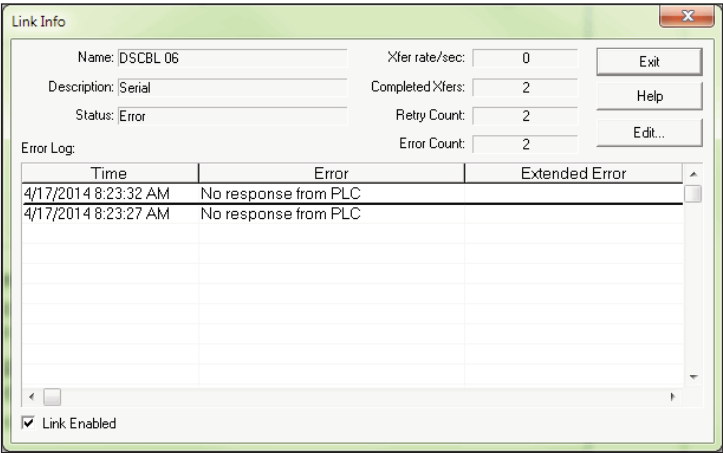 Link Info
Name: DSCBL 06
Xfer rate/sec: 0
Exit
Description: Serial
Completed Xfers: 2
Help
Status: Error
Retry Count: 2
Edit...
Error Log:
Error Count: 2
Time Error Extended Error
4/17/2014 8:23:32 AM No response from PLC
4/17/2014 8:23:27 AM No response from PLC
Link Enabled